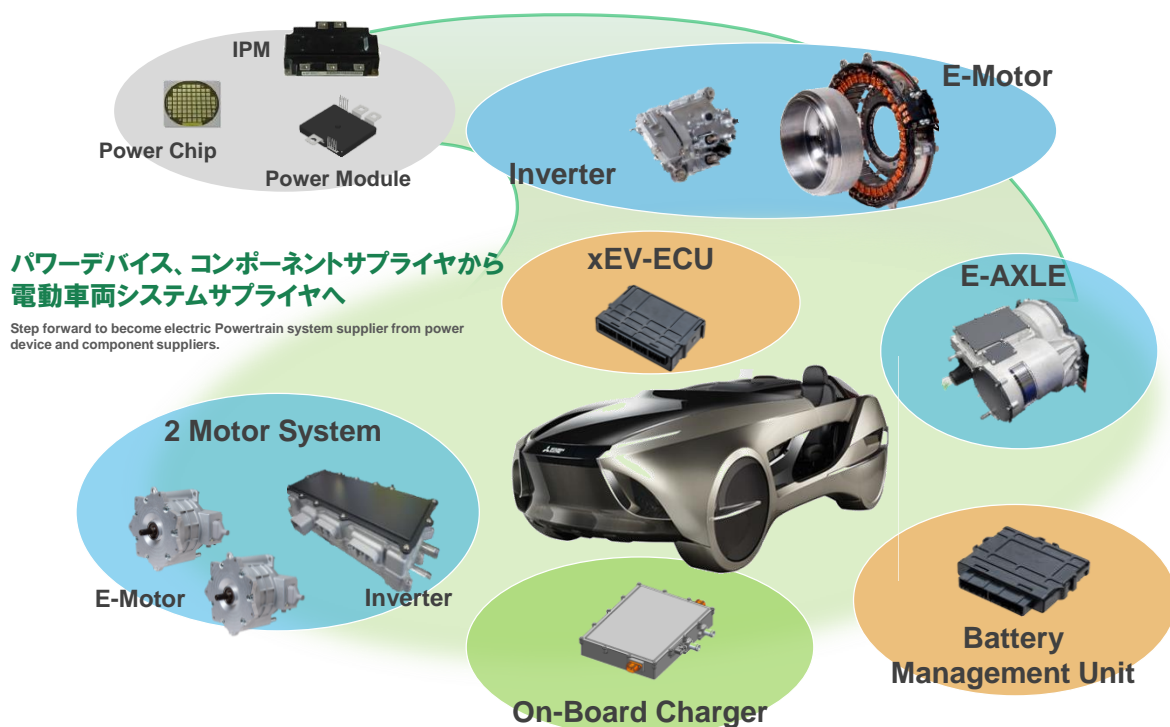 IPM
Power Chip
Power Module
E-Motor
Inverter
パワーデバイス、コンポーネントサプライヤから
電動車両システムサプライヤへ
Step forward to become electric Powertrain system supplier from power
device and component suppliers.
xEV-ECU
E-AXLE
2 Motor System
E-Motor
Inverter
Battery
Management Unit
On-Board Charger